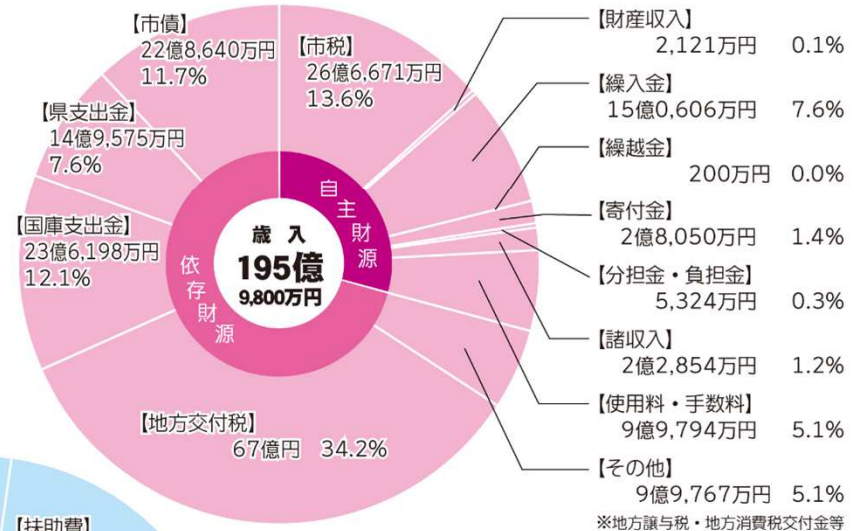 【市債】
22億8,640万円
11.7%
【市税】
26億6,671万円
13.6%
【県支出金】
14億9,575万円
7.6%
【国庫支出金】
23億6,198万円
12.1%
【地方交付税】
67億円 34.2%
自主財源
依存財源
歳入
195億
9,800万円
【財産収入】
2,121万円 0.1%
【繰入金】
15億0,606万円 7.6%
【繰越金】
200万円 0.0%
【寄付金】
2億8,050万円 1.4%
【分担金・負担金】
5,324万円 0.3%
【諸収入】
2億2,854万円 1.2%
【使用料・手数料】
9億9,794万円 5.1%
【その他】
9億9,767万円 5.1%
※地方譲与税・地方消費税交付金等
【扶助費】